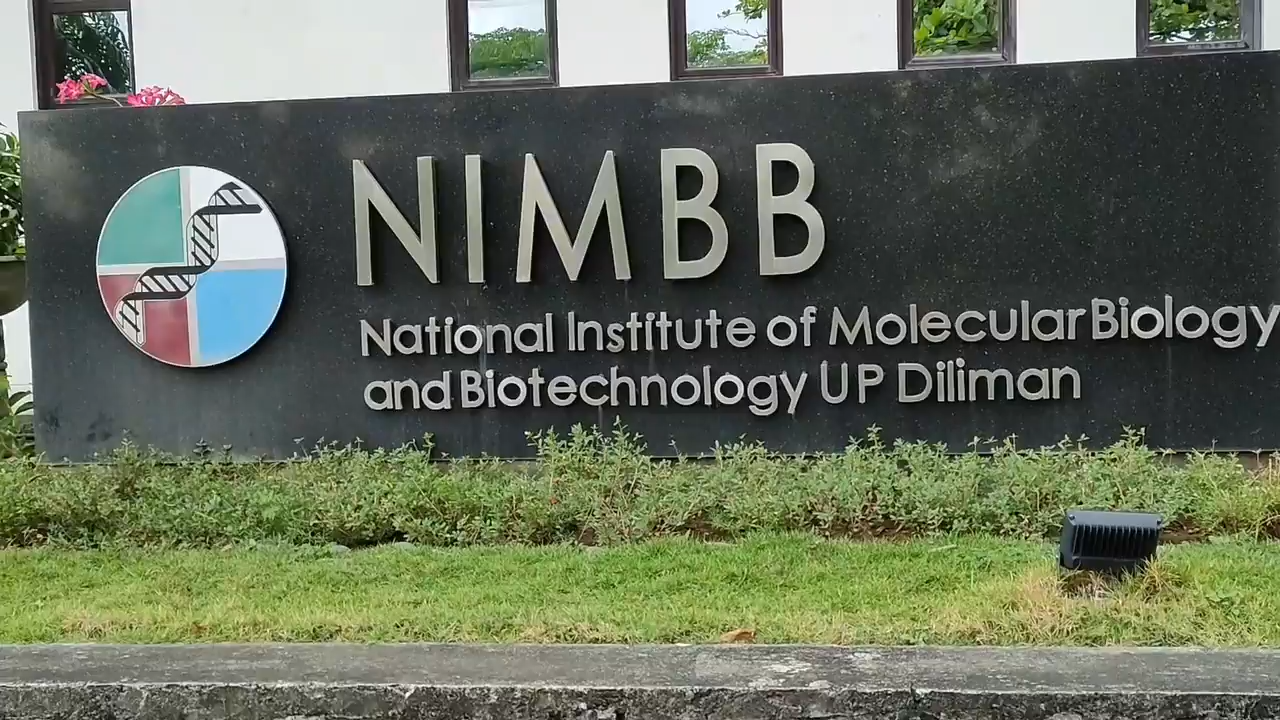 NIMBB
National Institute of Molecular Biology
and Biotechnology UP Diliman